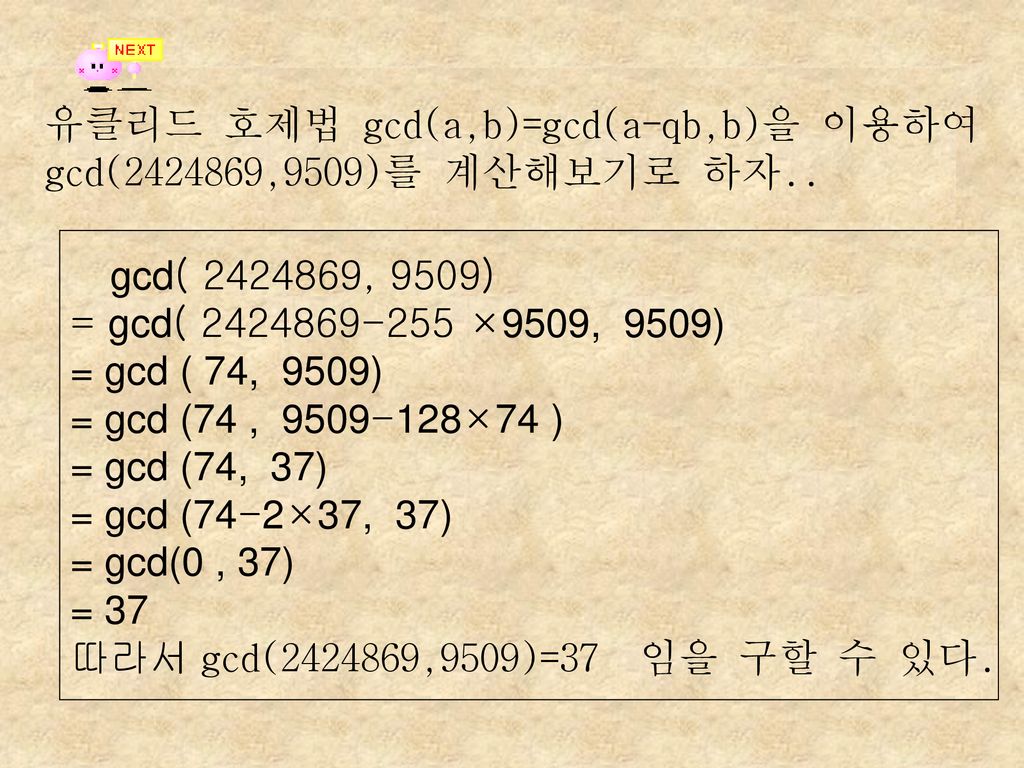 NEXT
유클리드 호제법 gcd(a,b)=gcd(a-qb,b)을 이용하여
gcd(2424869,9509)를 계산해보기로 하자..
gcd( 2424869, 9509)
= gcd( 2424869-255 ×9509, 9509)
= gcd ( 74, 9509)
= gcd (74 , 9509-128×74 )
= gcd (74, 37)
= gcd (74-2×37, 37)
= gcd(0 , 37)
= 37
따라서 gcd(2424869,9509)=37 임을 구할 수 있다.